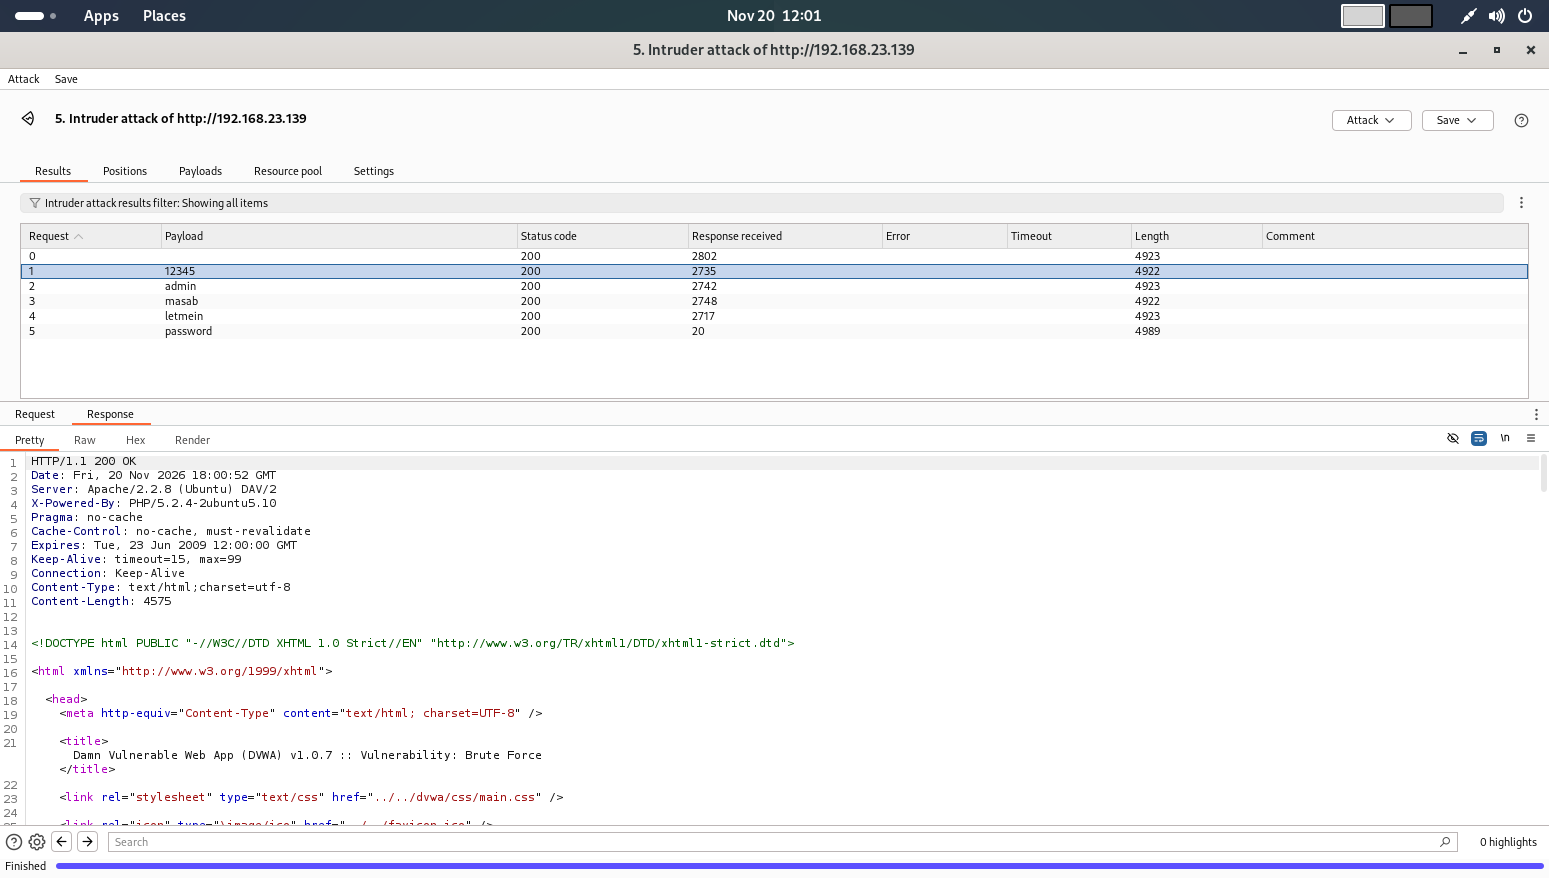 Apps Places Nov 20 12:01
5. Intruder attack of http://192.168.23.139
Attack Save
5. Intruder attack of http://192.168.23.139 Attack Save
Results Positions Payloads Resource pool Settings
Intruder attack results filter: Showing all items
Request Payload Status code Response received Error Timeout Length Comment
0 200 2802 4923
1 12345 200 2735 4922
2 admin 200 2742 4923
3 masab 200 2748 4922
4 letmein 200 2717 4923
5 password 200 20 4989
Request Response
Pretty Raw Hex Render \n
1 HTTP/1.1 200 OK
2 Date: Fri, 20 Nov 2026 18:00:52 GMT
3 Server: Apache/2.2.8 (Ubuntu) DAV/2
4 X-Powered-By: PHP/5.2.4-2ubuntu5.10
5 Pragma: no-cache
6 Cache-Control: no-cache, must-revalidate
7 Expires: Tue, 23 Jun 2009 12:00:00 GMT
8 Keep-Alive: timeout=15, max=99
9 Connection: Keep-Alive
10 Content-Type: text/html;charset=utf-8
11 Content-Length: 4575
12
13
14 <!DOCTYPE html PUBLIC "-//W3C//DTD XHTML 1.0 Strict//EN" "http://www.w3.org/TR/xhtml1/DTD/xhtml1-strict.dtd">
15
16 <html xmlns="http://www.w3.org/1999/xhtml">
17
18 <head>
19 <meta http-equiv="Content-Type" content="text/html; charset=UTF-8" />
20
21 <title>
Damn Vulnerable Web App (DVWA) v1.0.7 :: Vulnerability: Brute Force
</title>
22
23 <link rel="stylesheet" type="text/css" href="../../dvwa/css/main.css" />
24
25 <link rel="icon" type="\image/ico" href="../../favicon.ico" />
Search 0 highlights
Finished